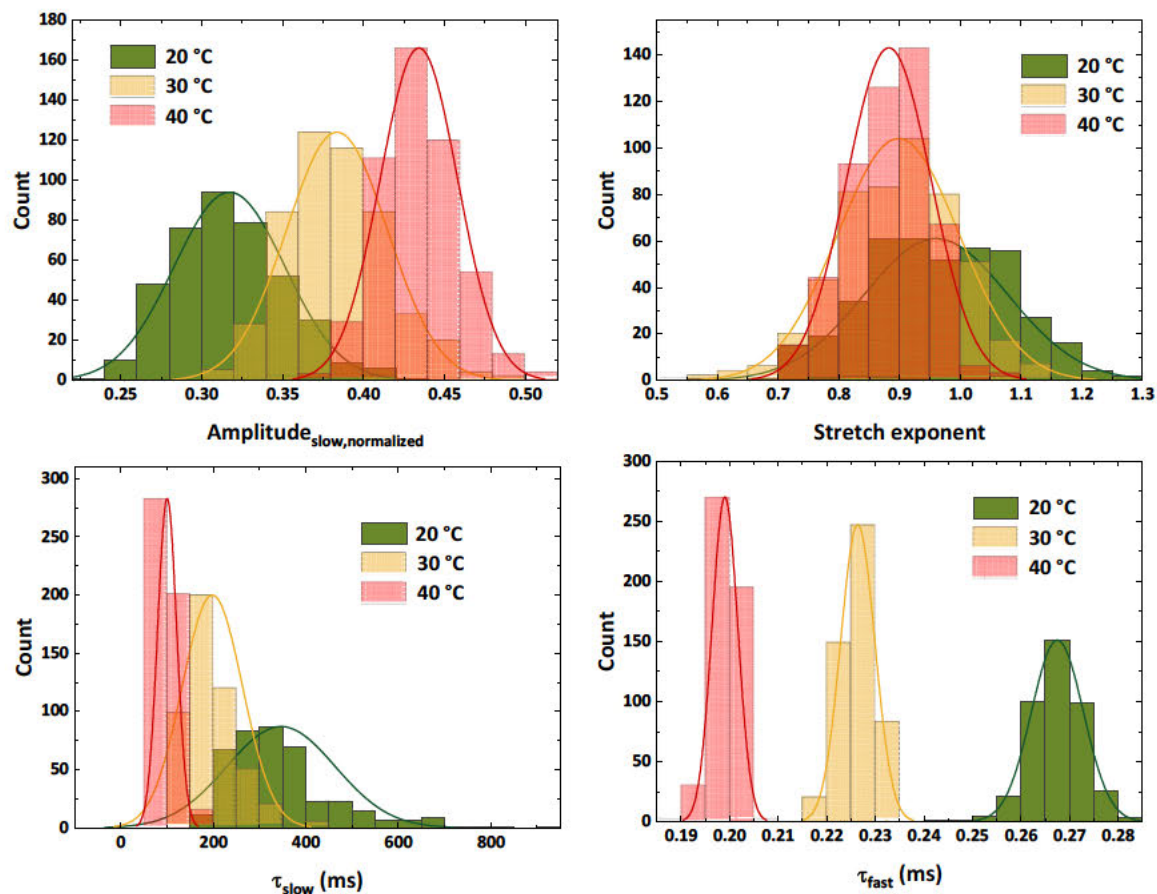 180
160
140
120
100
80
60
40
20
0
Count
20 °C
30 °C
40 °C
0.25 0.30 0.35 0.40 0.45 0.50
Amplitudeslow,normalized
140
120
100
80
60
40
20
0
Count
20 °C
30 °C
40 °C
0.5 0.6 0.7 0.8 0.9 1.0 1.1 1.2 1.3
Stretch exponent
300
250
200
150
100
50
0
Count
20 °C
30 °C
40 °C
0 200 400 600 800
τslow (ms)
300
250
200
150
100
50
0
Count
20 °C
30 °C
40 °C
0.19 0.20 0.21 0.22 0.23 0.24 0.25 0.26 0.27 0.28
τfast (ms)